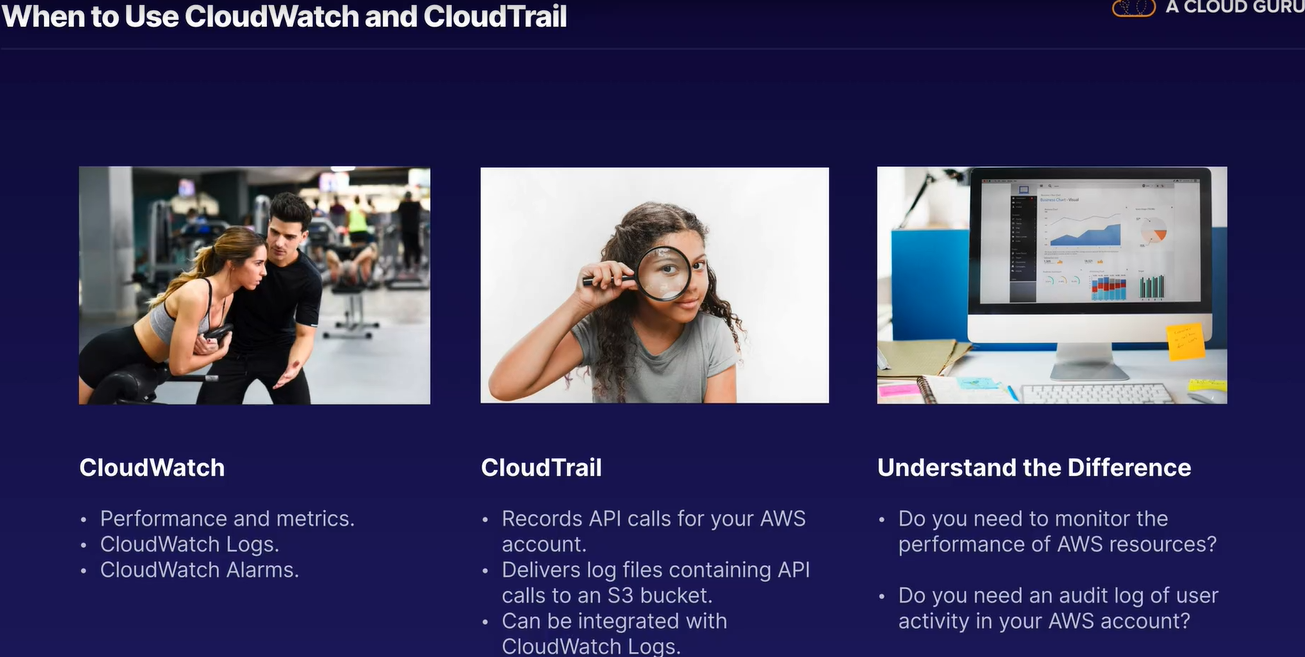 When to Use CloudWatch and CloudTrail
A CLOUD GURU
CloudWatch
• Performance and metrics.
• CloudWatch Logs.
• CloudWatch Alarms.
CloudTrail
• Records API calls for your AWS
account.
• Delivers log files containing API
calls to an S3 bucket.
• Can be integrated with
CloudWatch Logs.
Understand the Difference
• Do you need to monitor the
performance of AWS resources?
• Do you need an audit log of user
activity in your AWS account?